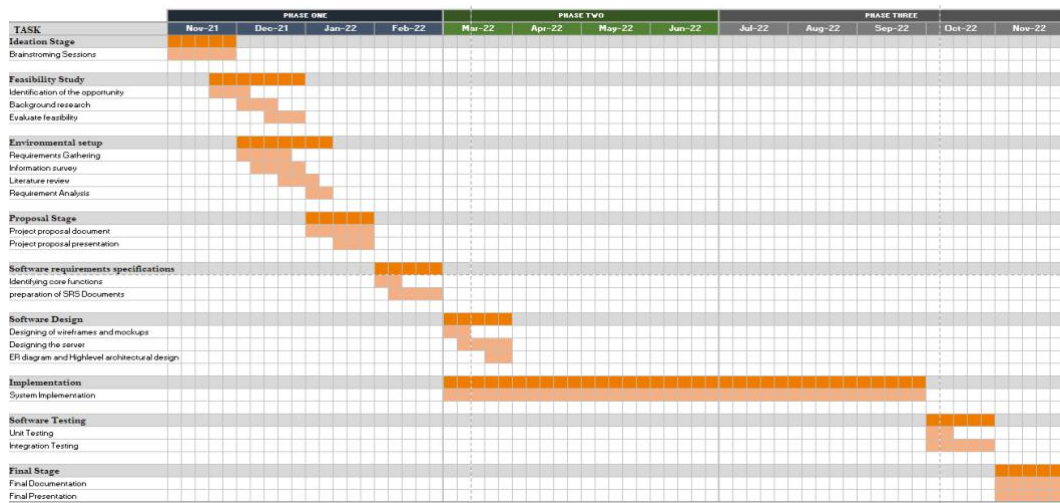 PHASE ONE PHASE TWO PHASE THREE
TASK Nov-21 Dec-21 Jan-22 Feb-22 Mar-22 Apr-22 May-22 Jun-22 Jul-22 Aug-22 Sep-22 Oct-22 Nov-22
Ideation Stage
Brainstroming Sessions
Feasibility Study
Identification of the opportunity
Background research
Evaluate feasibility
Environmental setup
Requirements Gathering
Information survey
Literature review
Requirement Analysis
Proposal Stage
Project proposal document
Project proposal presentation
Software requirements specifications
Identifying core functions
preparation of SRS Documents
Software Design
Designing of wireframes and mockups
Designing the server
ER diagram and Highlevel architectural design
Implementation
System Implementation
Software Testing
Unit Testing
Integration Testing
Final Stage
Final Documentation
Final Presentation